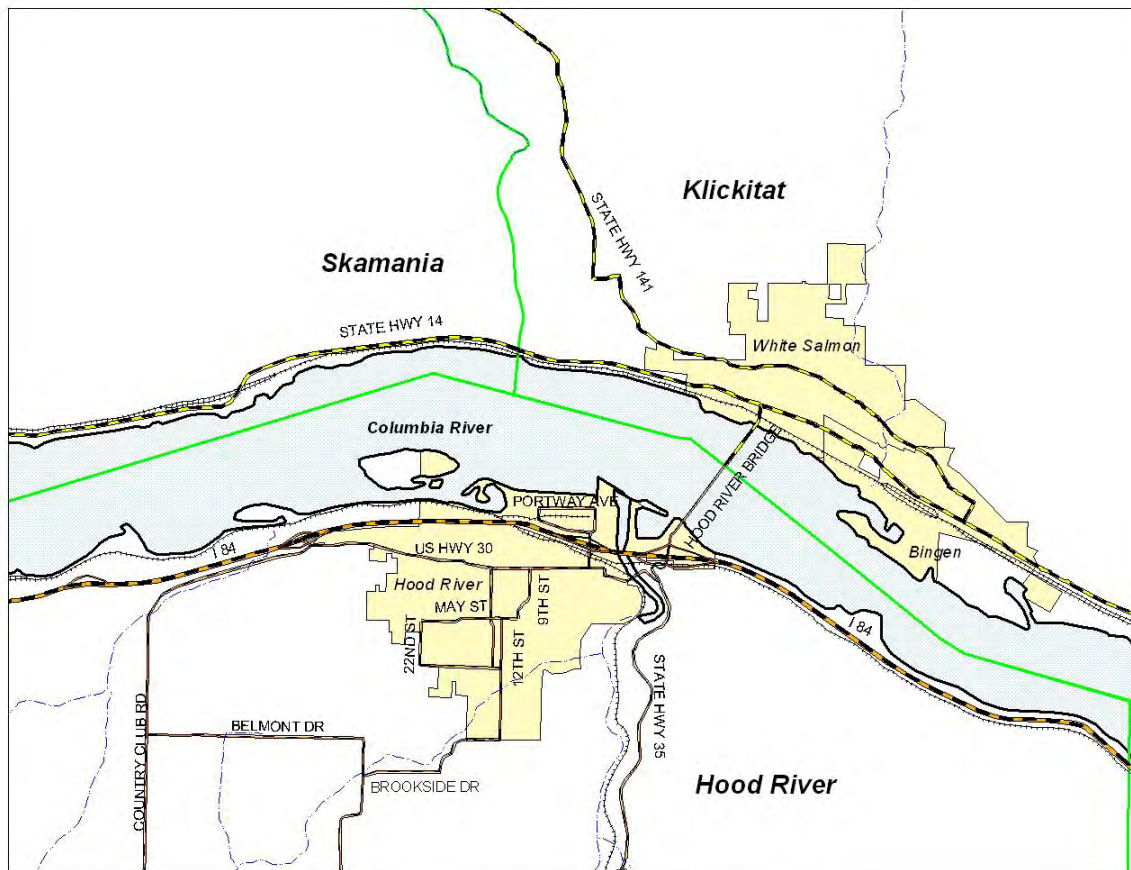 Klickitat
STATE HWY 141
Skamania
STATE HWY 14
White Salmon
Columbia River
HOOD RIVER BRIDGE
PORTWAY AVE
I 84
US HWY 30
Bingen
Hood River
MAY ST
9TH ST
22ND ST
12TH ST
I 84
STATE HWY 35
COUNTRY CLUB RD
BELMONT DR
BROOKSIDE DR
Hood River